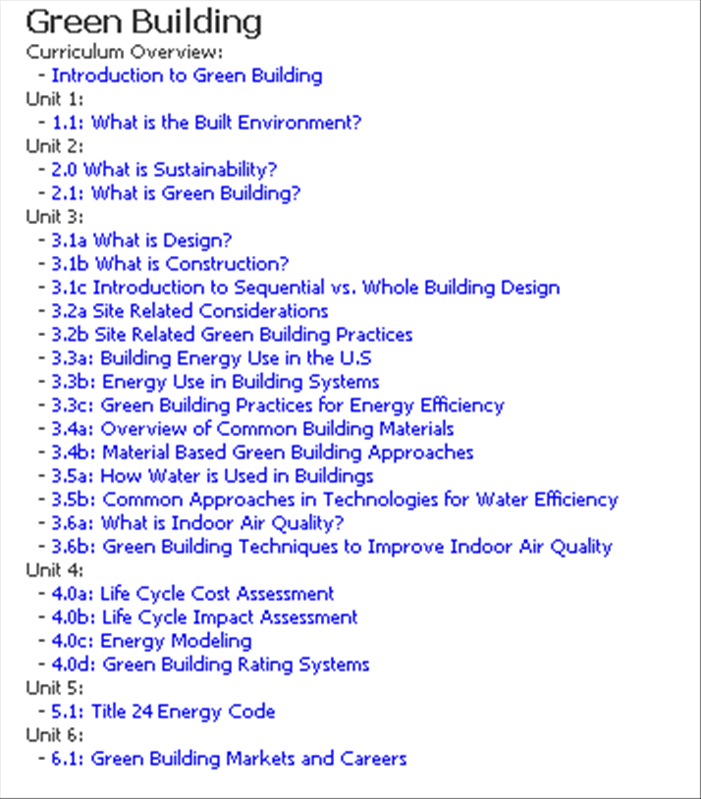 Green Building
Curriculum Overview:
- Introduction to Green Building
Unit 1:
- 1.1: What is the Built Environment?
Unit 2:
- 2.0 What is Sustainability?
- 2.1: What is Green Building?
Unit 3:
- 3.1a What is Design?
- 3.1b What is Construction?
- 3.1c Introduction to Sequential vs. Whole Building Design
- 3.2a Site Related Considerations
- 3.2b Site Related Green Building Practices
- 3.3a: Building Energy Use in the U.S
- 3.3b: Energy Use in Building Systems
- 3.3c: Green Building Practices for Energy Efficiency
- 3.4a: Overview of Common Building Materials
- 3.4b: Material Based Green Building Approaches
- 3.5a: How Water is Used in Buildings
- 3.5b: Common Approaches in Technologies for Water Efficiency
- 3.6a: What is Indoor Air Quality?
- 3.6b: Green Building Techniques to Improve Indoor Air Quality
Unit 4:
- 4.0a: Life Cycle Cost Assessment
- 4.0b: Life Cycle Impact Assessment
- 4.0c: Energy Modeling
- 4.0d: Green Building Rating Systems
Unit 5:
- 5.1: Title 24 Energy Code
Unit 6:
- 6.1: Green Building Markets and Careers